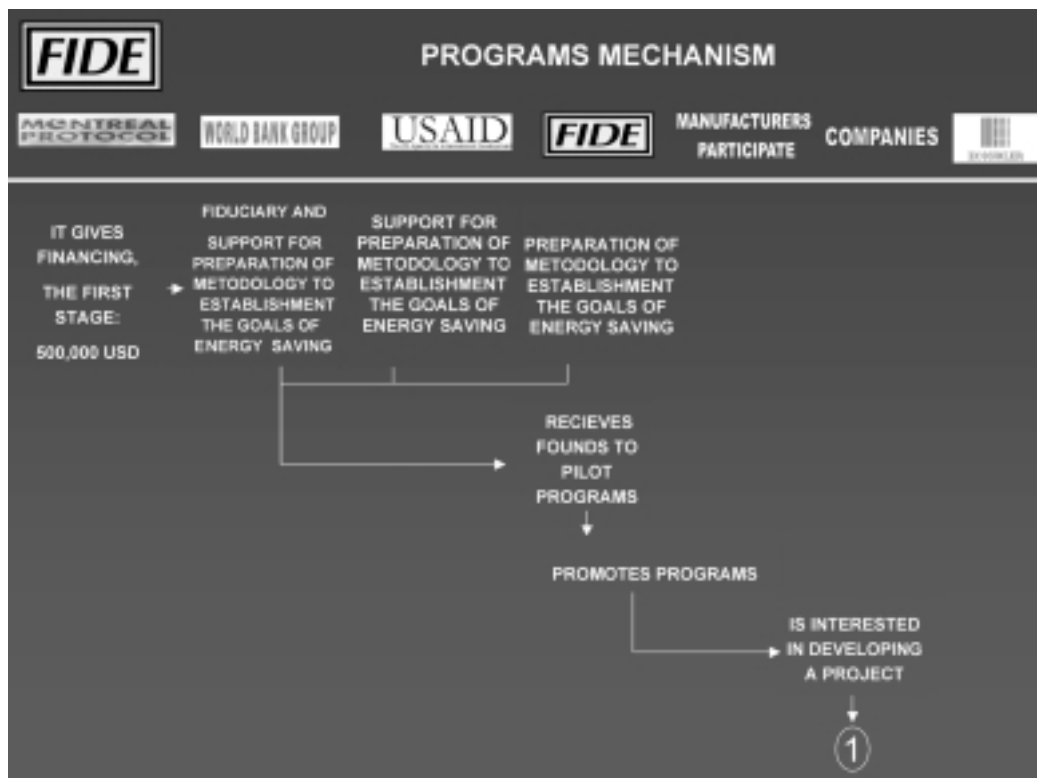 FIDE
PROGRAMS MECHANISM
MONTREAL
PROTOCOL
WORLD BANK GROUP
USAID
FIDE
MANUFACTURERS
PARTICIPATE
COMPANIES
IT GIVES
FINANCING,
THE FIRST
STAGE:
500,000 USD
FIDUCIARY AND
SUPPORT FOR
PREPARATION OF
METODOLOGY TO
ESTABLISHMENT
THE GOALS OF
ENERGY SAVING
SUPPORT FOR
PREPARATION OF
METODOLOGY TO
ESTABLISHMENT
THE GOALS OF
ENERGY SAVING
PREPARATION OF
METODOLOGY TO
ESTABLISHMENT
THE GOALS OF
ENERGY SAVING
RECIEVES
FOUNDS TO
PILOT
PROGRAMS
PROMOTES PROGRAMS
IS INTERESTED
IN DEVELOPING
A PROJECT
1